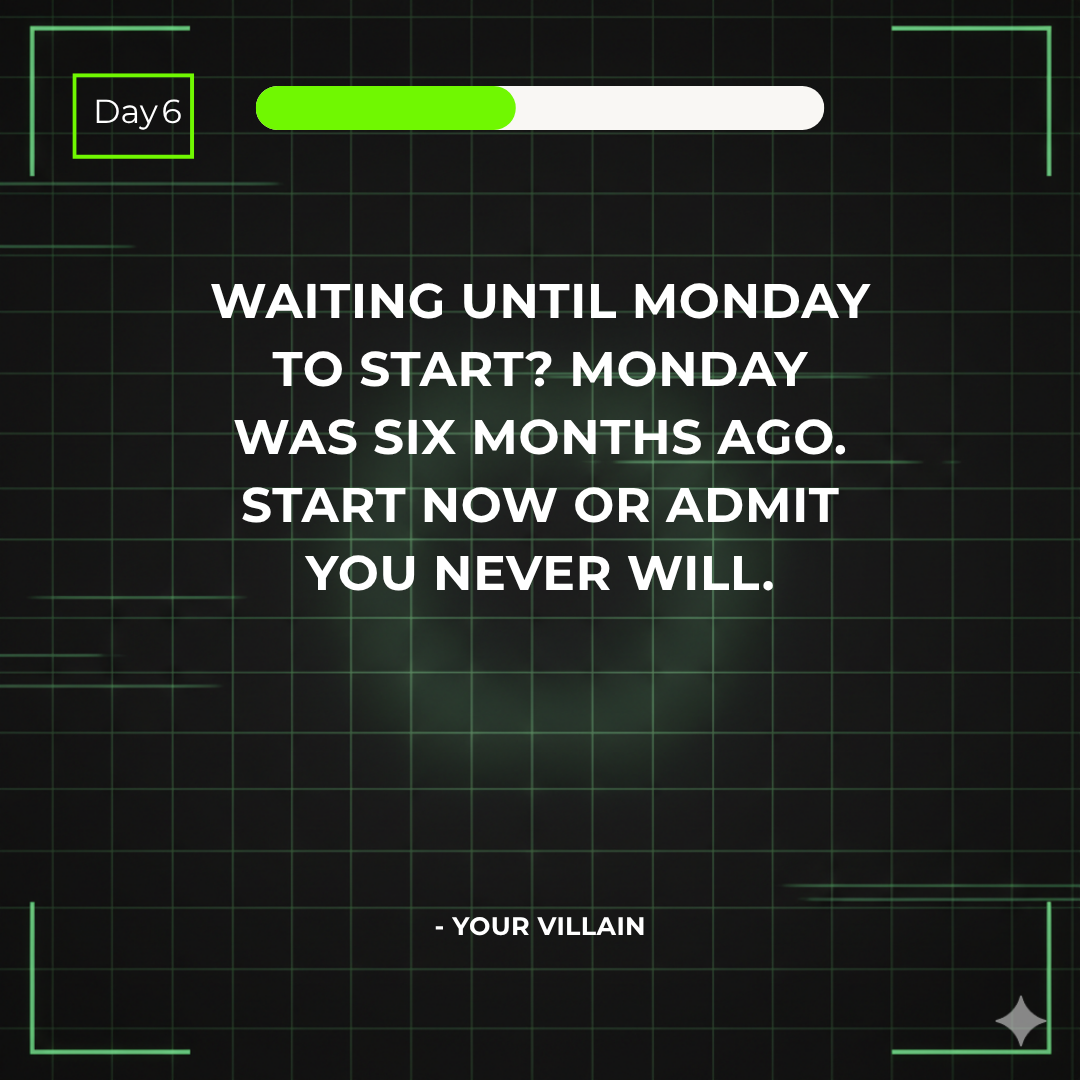 Day 6
WAITING UNTIL MONDAY
TO START? MONDAY
WAS SIX MONTHS AGO.
START NOW OR ADMIT
YOU NEVER WILL.
- YOUR VILLAIN